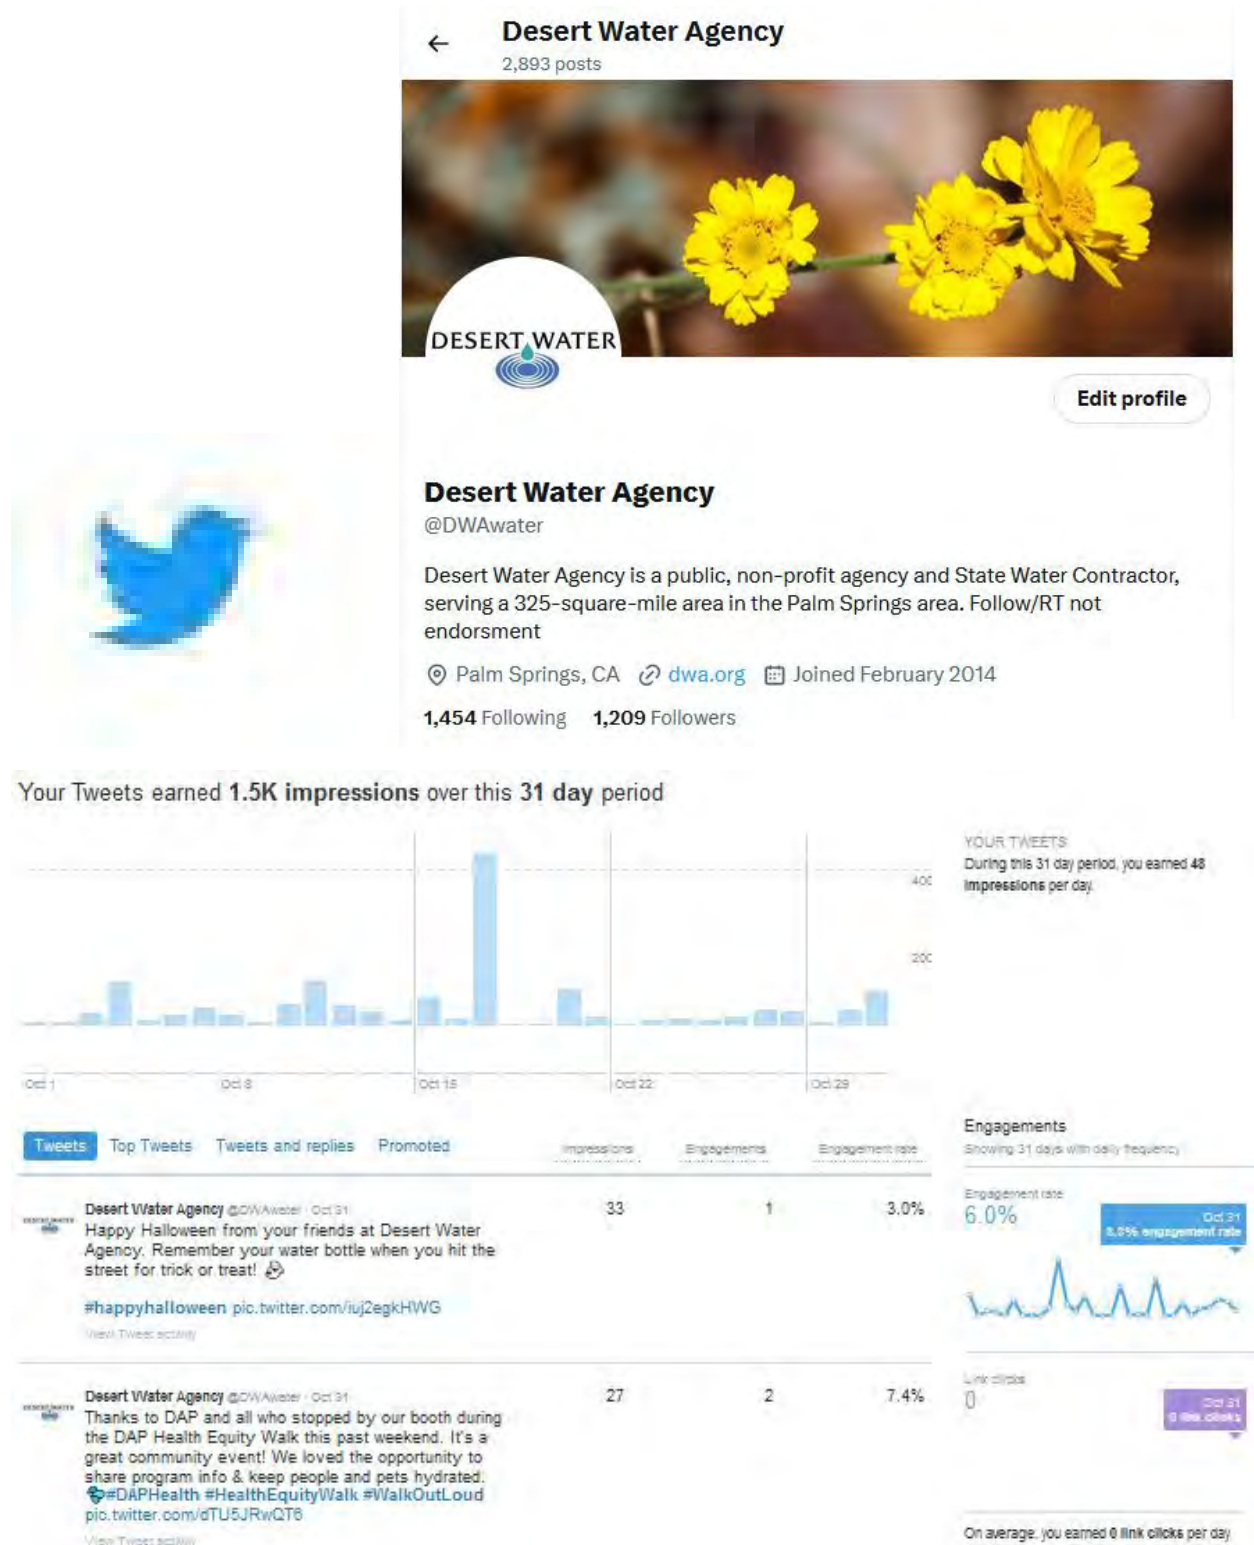 Desert Water Agency
2,893 posts
DESERT WATER
Edit profile
Desert Water Agency
@DWAwater
Desert Water Agency is a public, non-profit agency and State Water Contractor,
serving a 325-square-mile area in the Palm Springs area. Follow/RT not
endorsment
Palm Springs, CA dwa.org Joined February 2014
1,454 Following 1,209 Followers
Your Tweets earned 1.5K impressions over this 31 day period
YOUR TWEETS
During this 31 day period, you earned 48
impressions per day.
400
200
Oct 1 Oct 8 Oct 15 Oct 22 Oct 29
Tweets Top Tweets Tweets and replies Promoted Impressions Engagements Engagement rate
Engagements
Showing 31 days with daily frequency
Desert Water Agency @DWAwater · Oct 31 33 1 3.0%
Happy Halloween from your friends at Desert Water
Agency. Remember your water bottle when you hit the
street for trick or treat!
#happyhalloween pic.twitter.com/iuj2egkHWG
View Tweet activity
Engagement rate
6.0%
Oct 31
engagement rate
Desert Water Agency @DWAwater · Oct 31 27 2 7.4%
Thanks to DAP and all who stopped by our booth during
the DAP Health Equity Walk this past weekend. It's a
great community event! We loved the opportunity to
share program info & keep people and pets hydrated.
#DAPHealth #HealthEquityWalk #WalkOutLoud
pic.twitter.com/dTU5JRwQT6
View Tweet activity
Link clicks
0
Oct 31
0 link clicks
On average, you earned 0 link clicks per day